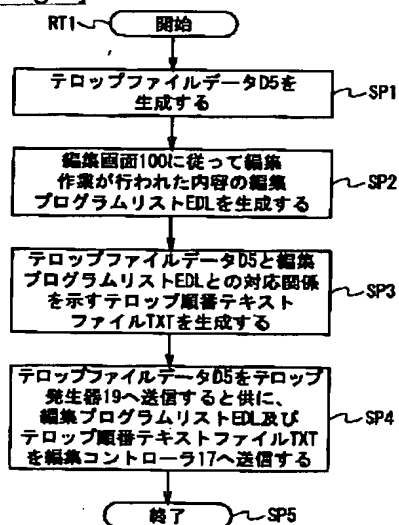 RT1
開始
テロップファイルデータD5を
生成する
SP1
編集画面100に従って編集
作業が行われた内容の編集
プログラムリストEDLを生成する
SP2
テロップファイルデータD5と編集
プログラムリストEDLとの対応関係
を示すテロップ順番テキスト
ファイルTXTを生成する
SP3
テロップファイルデータD5をテロップ
発生器19へ送信すると供に、
編集プログラムリストEDL及び
テロップ順番テキストファイルTXT
を編集コントローラ17へ送信する
SP4
終了
SP5